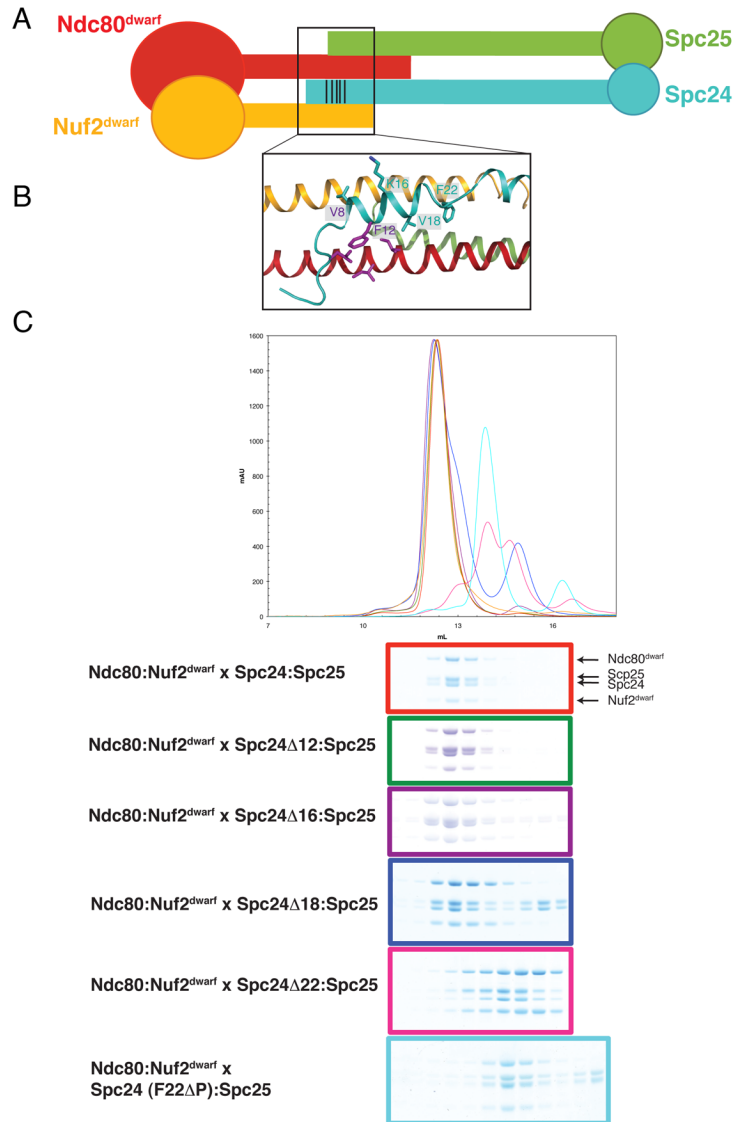 A
Ndc80dwarf
Spc25
Spc24
Nuf2dwarf
B
K16
F22
V8
V18
F12
C
1600
1400
1200
1000
800
600
400
200
0
mAU
7
10
13
16
mL
Ndc80:Nuf2dwarf x Spc24:Spc25
Ndc80dwarf
Scp25
Spc24
Nuf2dwarf
Ndc80:Nuf2dwarf x Spc24Δ12:Spc25
Ndc80:Nuf2dwarf x Spc24Δ16:Spc25
Ndc80:Nuf2dwarf x Spc24Δ18:Spc25
Ndc80:Nuf2dwarf x Spc24Δ22:Spc25
Ndc80:Nuf2dwarf x
Spc24 (F22ΔP):Spc25